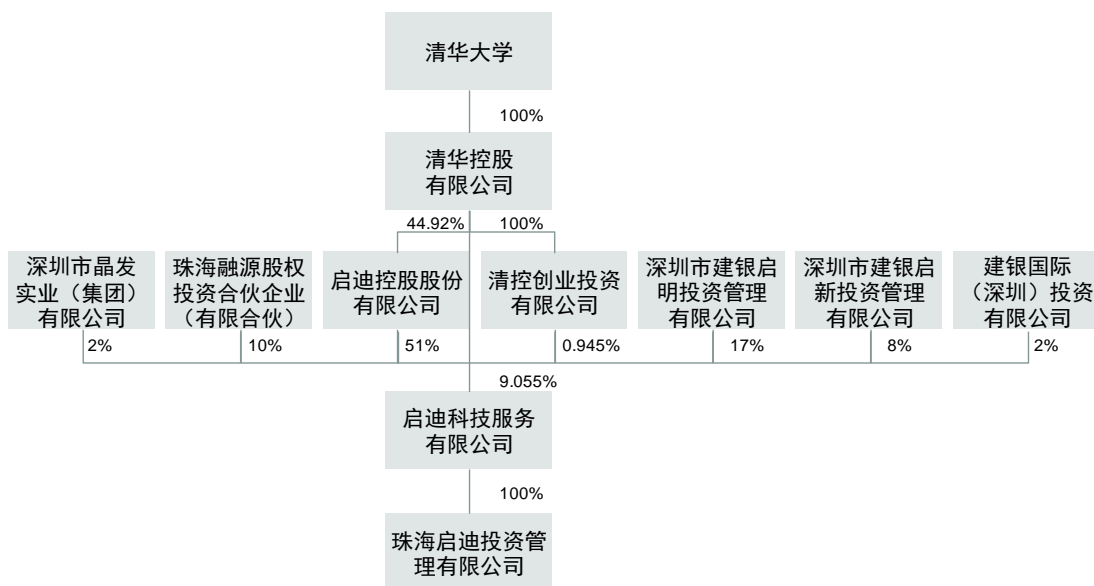 清华大学
100%
清华控股
有限公司
44.92%
100%
深圳市晶发
实业（集团）
有限公司
珠海融源股权
投资合伙企业
（有限合伙）
启迪控股股份
有限公司
清控创业投资
有限公司
深圳市建银启
明投资管理
有限公司
深圳市建银启
新投资管理
有限公司
建银国际
（深圳）投资
有限公司
2%
10%
51%
0.945%
17%
8%
2%
9.055%
启迪科技服务
有限公司
100%
珠海启迪投资管
理有限公司